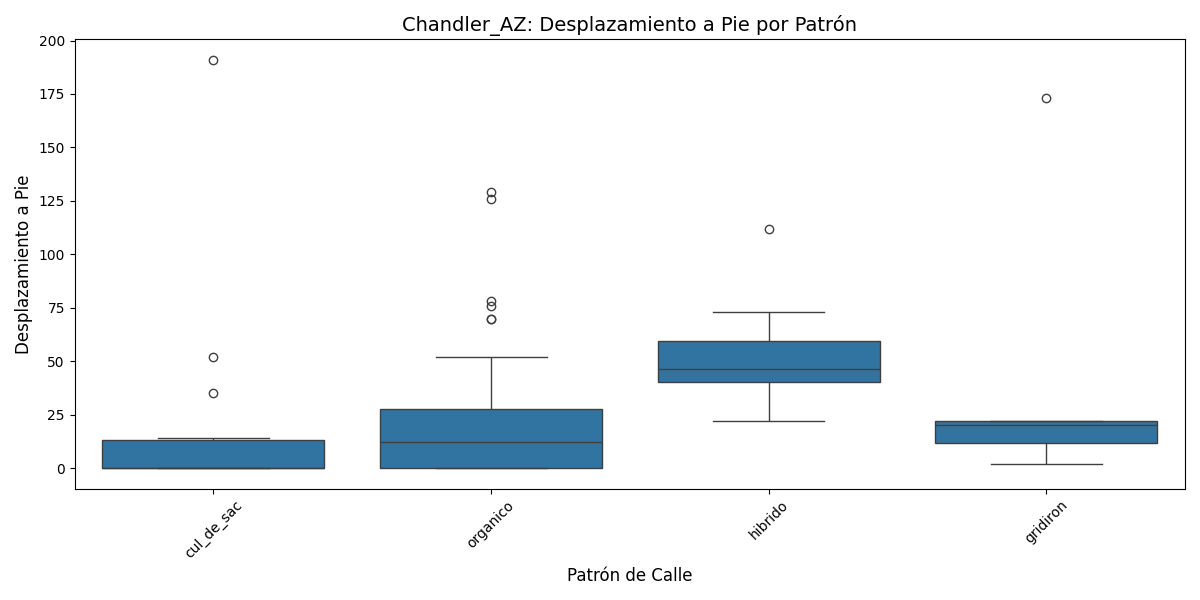 Chandler_AZ: Desplazamiento a Pie por Patrón
Desplazamiento a Pie
200
175
150
125
100
75
50
25
0
cul_de_sac
organico
hibrido
gridiron
Patrón de Calle